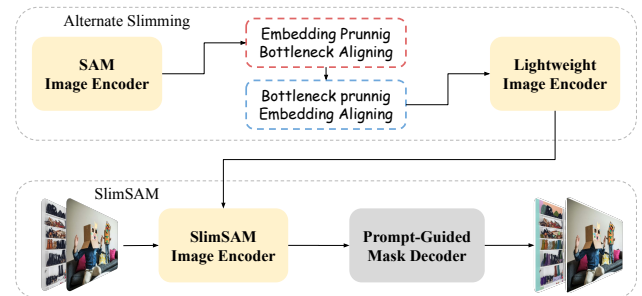 Alternate Slimming
SAM
Image Encoder
Embedding Prunnig
Bottleneck Aligning
Bottleneck prunnig
Embedding Aligning
Lightweight
Image Encoder
SlimSAM
SlimSAM
Image Encoder
Prompt-Guided
Mask Decoder